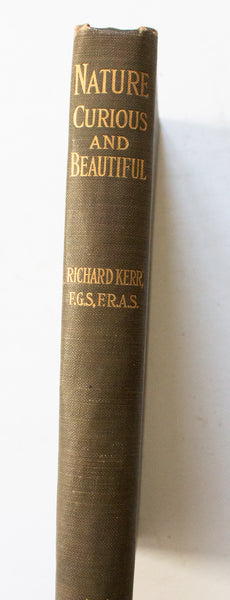 NATURE
CURIOUS
AND
BEAUTIFUL
RICHARD KERR,
F.G.S, F.R.A.S.